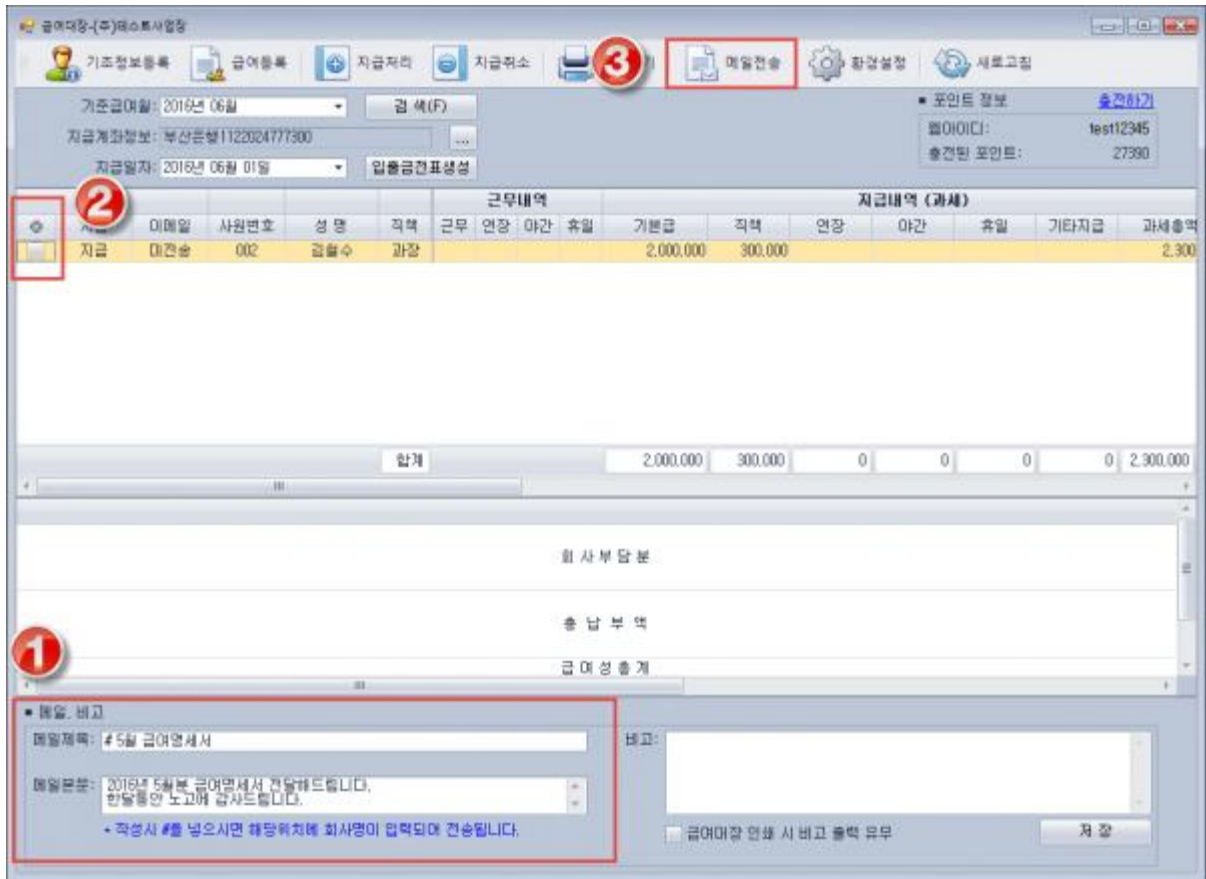 급여대장-(주)테스트사업장
기초정보등록 급여등록 지급처리 지급취소 3 메일전송 환경설정 새로고침
기준급여월: 2016년 06월 검 색(F)
■ 포인트 정보 충전하기
지급계좌정보: 부산은행1122024777300 ...
웹아이디: test12345
지급일자: 2016년 06월 01일 입출금전표생성
충전된 포인트: 27390
2
근무내역 지급내역 (과세)
이메일 사원번호 성 명 직책 근무 연장 야간 휴일 기본급 직책 연장 야간 휴일 기타지급 과세총액
지급 미전송 002 김철수 과장 2,000,000 300,000 2,300
합계 2,000,000 300,000 0 0 0 0 2,300,000
회 사 부 담 분
총 납 부 액
1
급 여 성 총 계
■ 메일, 비고
메일제목: # 5월 급여명세서
비고:
메일본문: 2016년 5월분 급여명세서 전달해드립니다.
한달동안 노고에 감사드립니다.
* 작성시 #를 넣으시면 해당위치에 회사명이 입력되어 전송됩니다.
급여대장 인쇄 시 비고 출력 유무 저 장